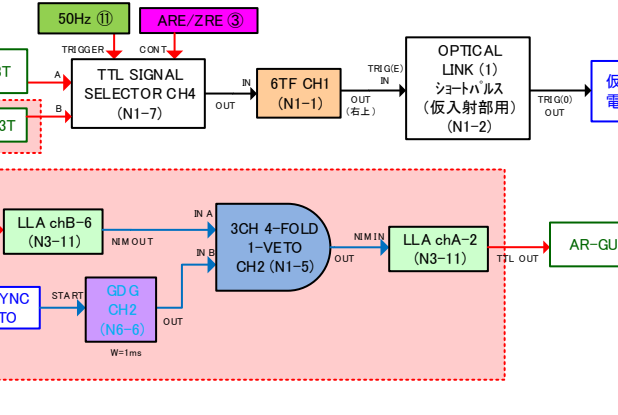 50Hz ⑪
ARE/ZRE ③
TRIGGER
CONT
3T
A
B
3T
TTL SIGNAL
SELECTOR CH4
(N1-7)
OUT
IN
6TF CH1
(N1-1)
OUT
(右上)
TRIG(E)
IN
OPTICAL
LINK (1)
ショートパルス
(仮入射部用)
(N1-2)
TRIG(O)
OUT
仮
電
LLA chB-6
(N3-11)
NIM OUT
IN A
IN B
3CH 4-FOLD
1-VETO
CH2 (N1-5)
OUT
NIM IN
LLA chA-2
(N3-11)
TTL OUT
AR-GU
YNC
TO
START
GDG
CH2
(N6-6)
OUT
W=1ms